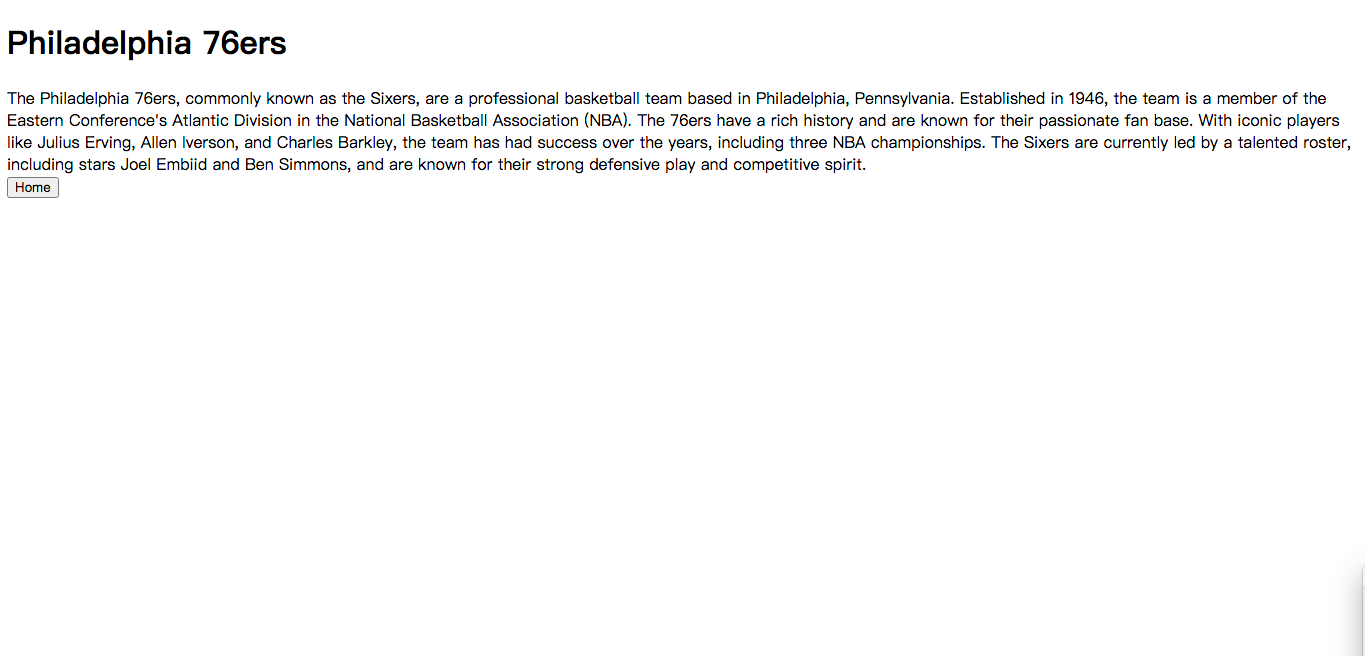 Philadelphia 76ers
The Philadelphia 76ers, commonly known as the Sixers, are a professional basketball team based in Philadelphia, Pennsylvania. Established in 1946, the team is a member of the
Eastern Conference's Atlantic Division in the National Basketball Association (NBA). The 76ers have a rich history and are known for their passionate fan base. With iconic players
like Julius Erving, Allen Iverson, and Charles Barkley, the team has had success over the years, including three NBA championships. The Sixers are currently led by a talented roster,
including stars Joel Embiid and Ben Simmons, and are known for their strong defensive play and competitive spirit.
Home